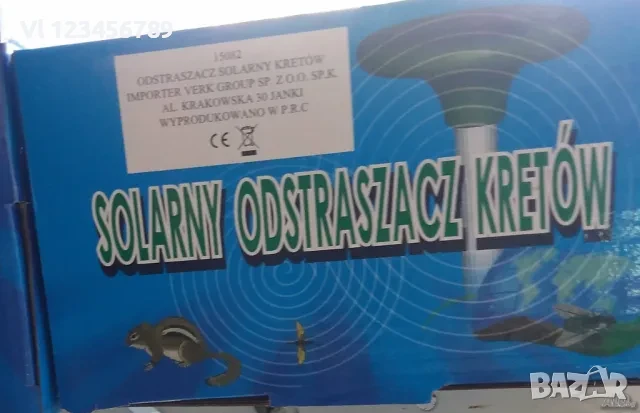 Vl 123456789
15082
ODSTRASZACZ SOLARNY KRETÓW
IMPORTER VERK GROUP SP. Z O.O. SP.K.
AL. KRAKOWSKA 30 JANKI
WYPRODUKOWANO W P.R.C
CE
SOLARNY ODSTRASZACZ KRETÓW
BAZAR